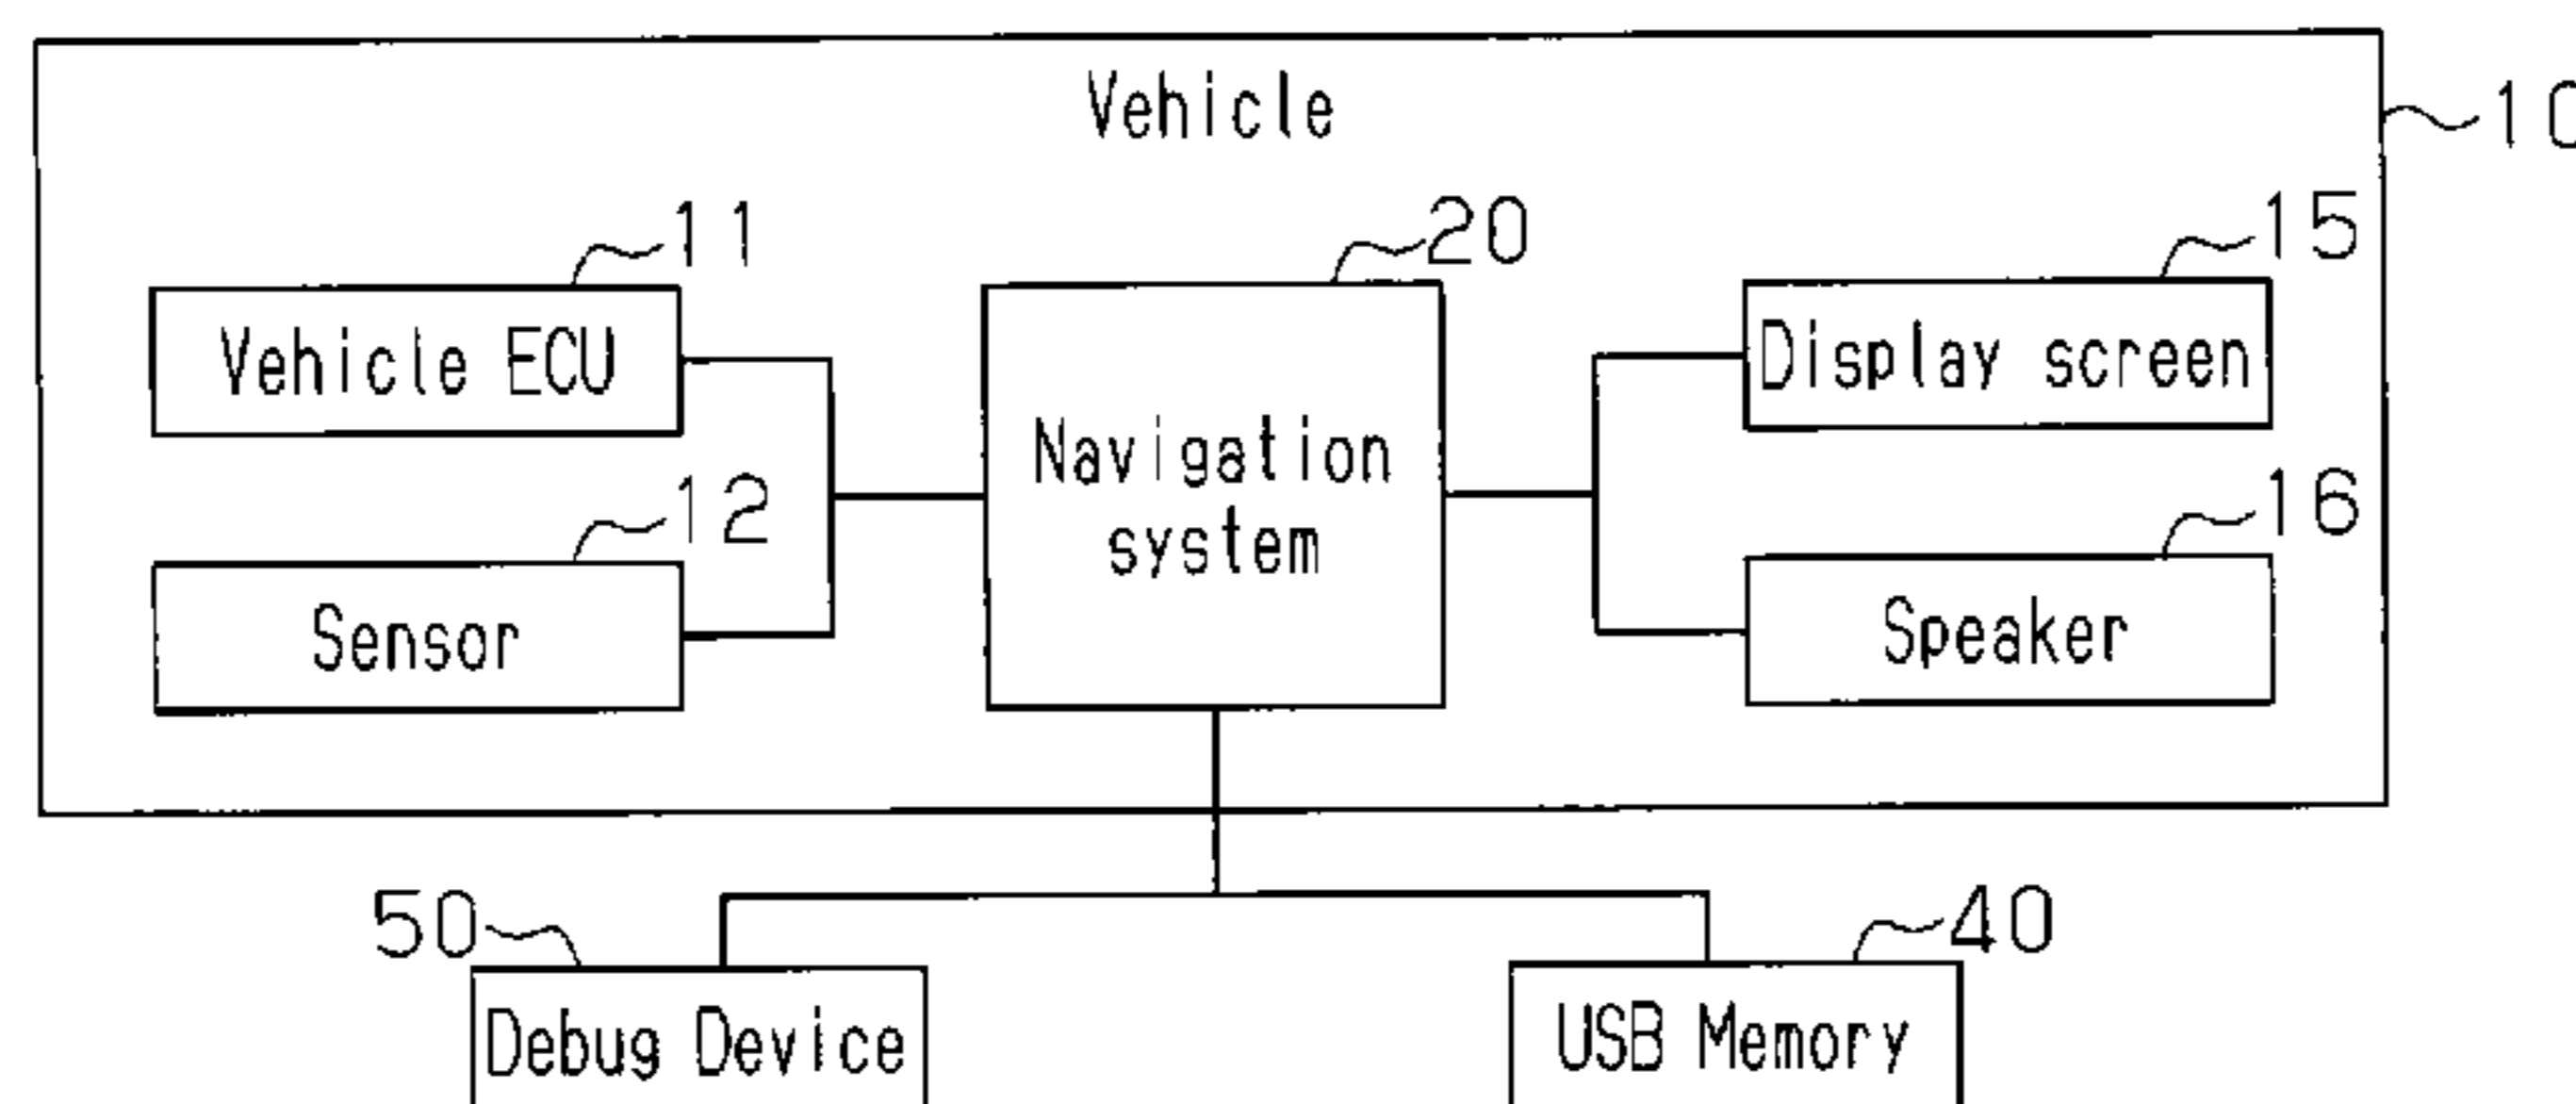 Vehicle
10
11
20
15
Vehicle ECU
Display screen
Navigation
system
12
16
Sensor
Speaker
50
40
Debug Device
USB Memory